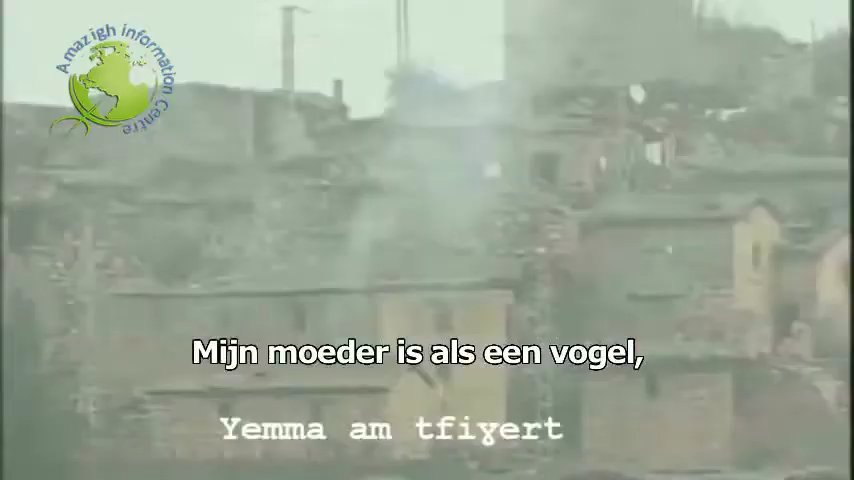 Amazigh information Centre
Mijn moeder is als een vogel,
Yemma am tfiɣert